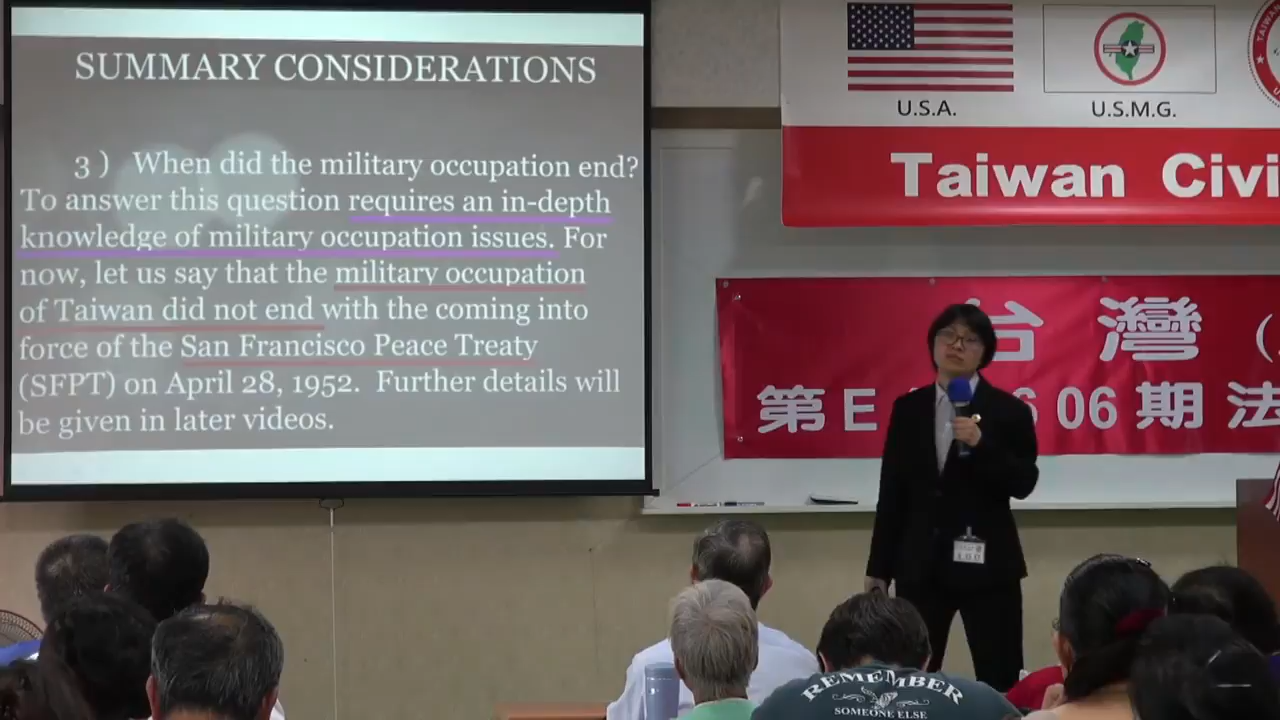 SUMMARY CONSIDERATIONS
3 ) When did the military occupation end?
To answer this question requires an in-depth
knowledge of military occupation issues. For
now, let us say that the military occupation
of Taiwan did not end with the coming into
force of the San Francisco Peace Treaty
(SFPT) on April 28, 1952. Further details will
be given in later videos.
U.S.A.
U.S.M.G.
Taiwan Civi
台灣(
第E 06期法
REMEMBER
SOMEONE ELSE